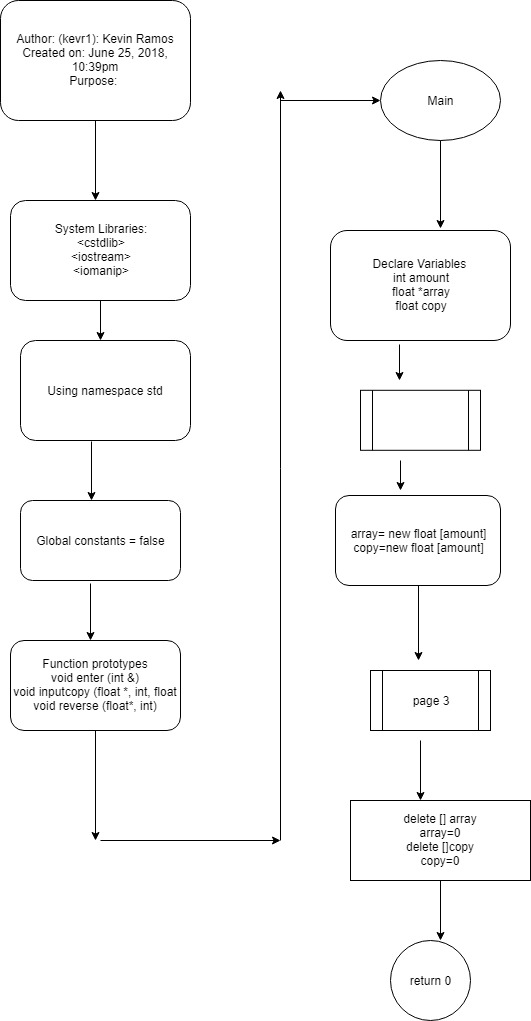 Author: (kevr1): Kevin Ramos
Created on: June 25, 2018,
10:39pm
Purpose:
System Libraries:
<cstdlib>
<iostream>
<iomanip>
Using namespace std
Global constants = false
Function prototypes
void enter (int &)
void inputcopy (float *, int, float
void reverse (float*, int)
Main
Declare Variables
int amount
float *array
float copy
array= new float [amount]
copy=new float [amount]
page 3
delete [] array
array=0
delete []copy
copy=0
return 0